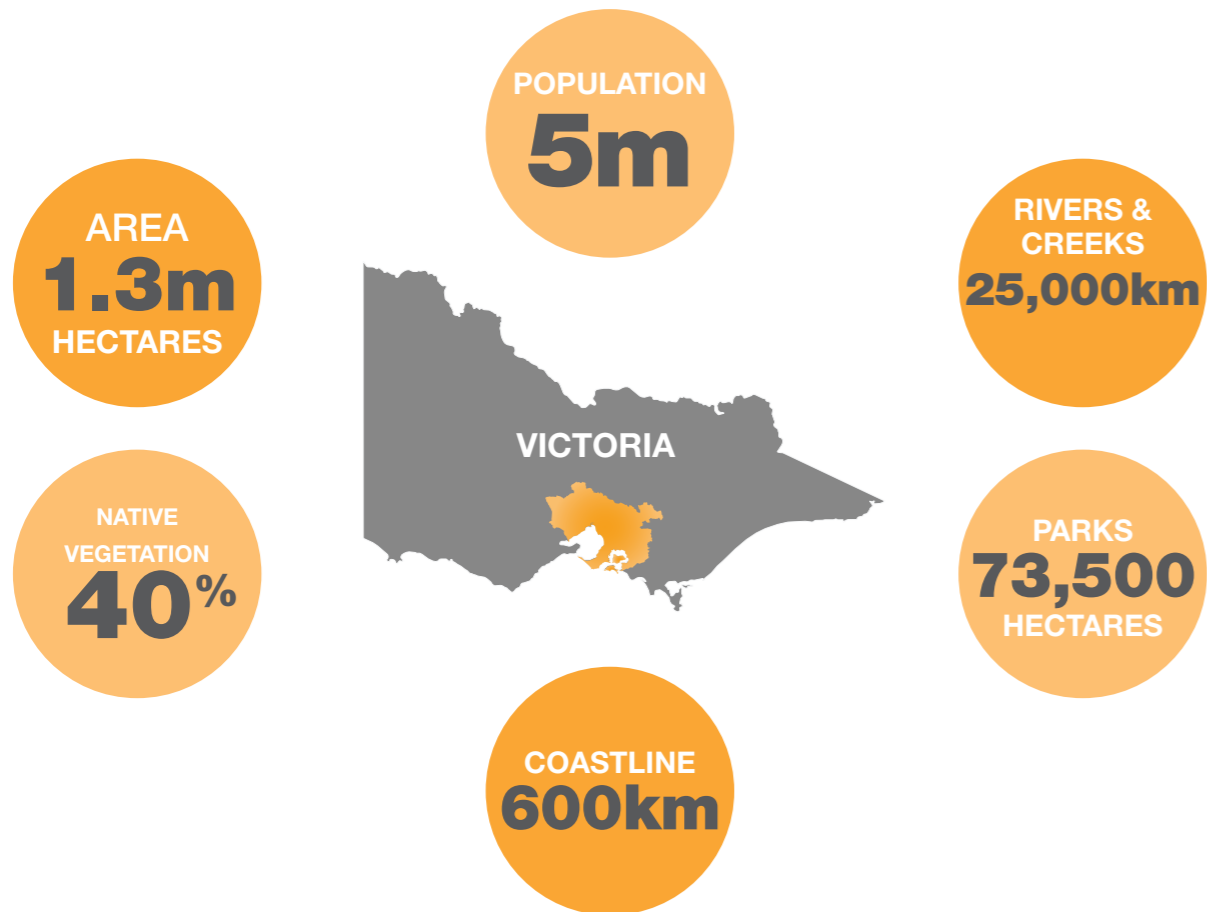 POPULATION
5m
AREA
1.3m
HECTARES
RIVERS &
CREEKS
25,000km
VICTORIA
NATIVE
VEGETATION
40%
PARKS
73,500
HECTARES
COASTLINE
600km